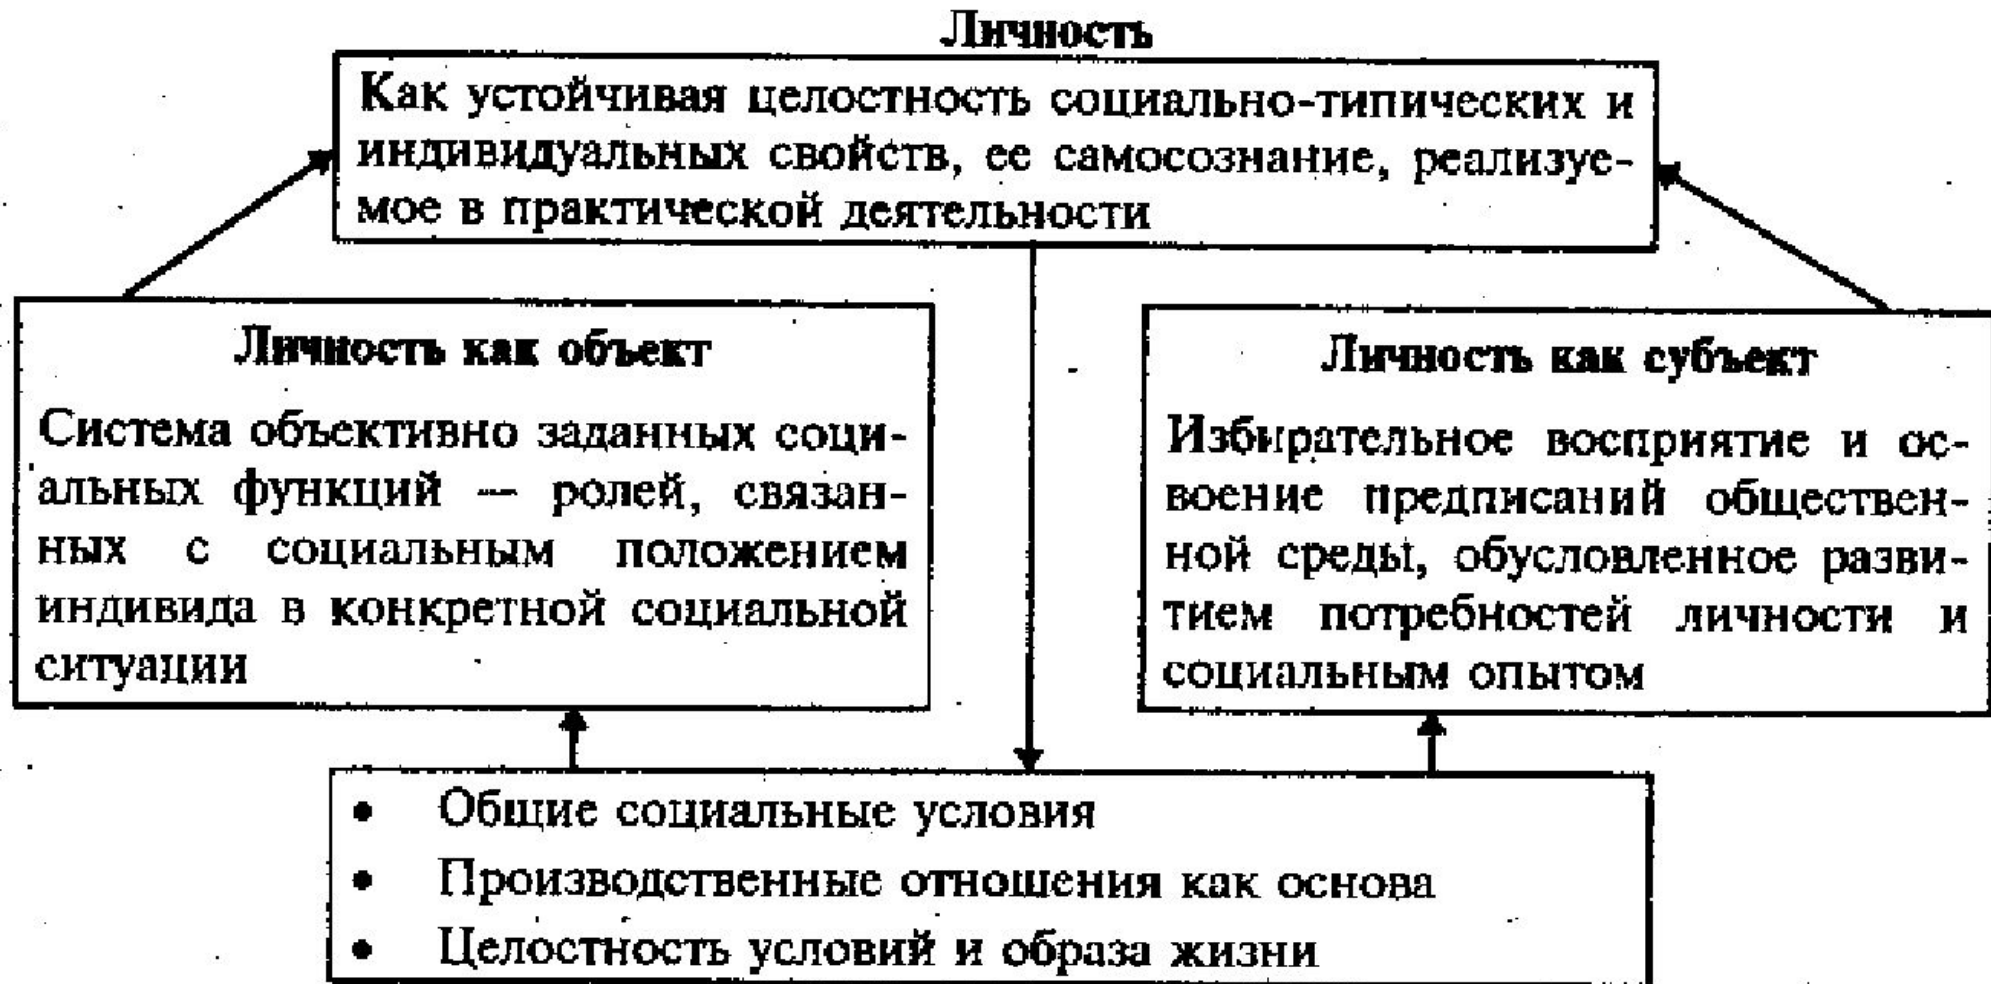 Личность
Как устойчивая целостность социально-типических и
индивидуальных свойств, ее самосознание, реализуе-
мое в практической деятельности
Личность как объект
Система объективно заданных соци-
альных функций — ролей, связан-
ных с социальным положением
индивида в конкретной социальной
ситуации
Личность как субъект
Избирательное восприятие и ос-
воение предписаний обществен-
ной среды, обусловленное разви-
тием потребностей личности и
социальным опытом
• Общие социальные условия
• Производственные отношения как основа
• Целостность условий и образа жизни